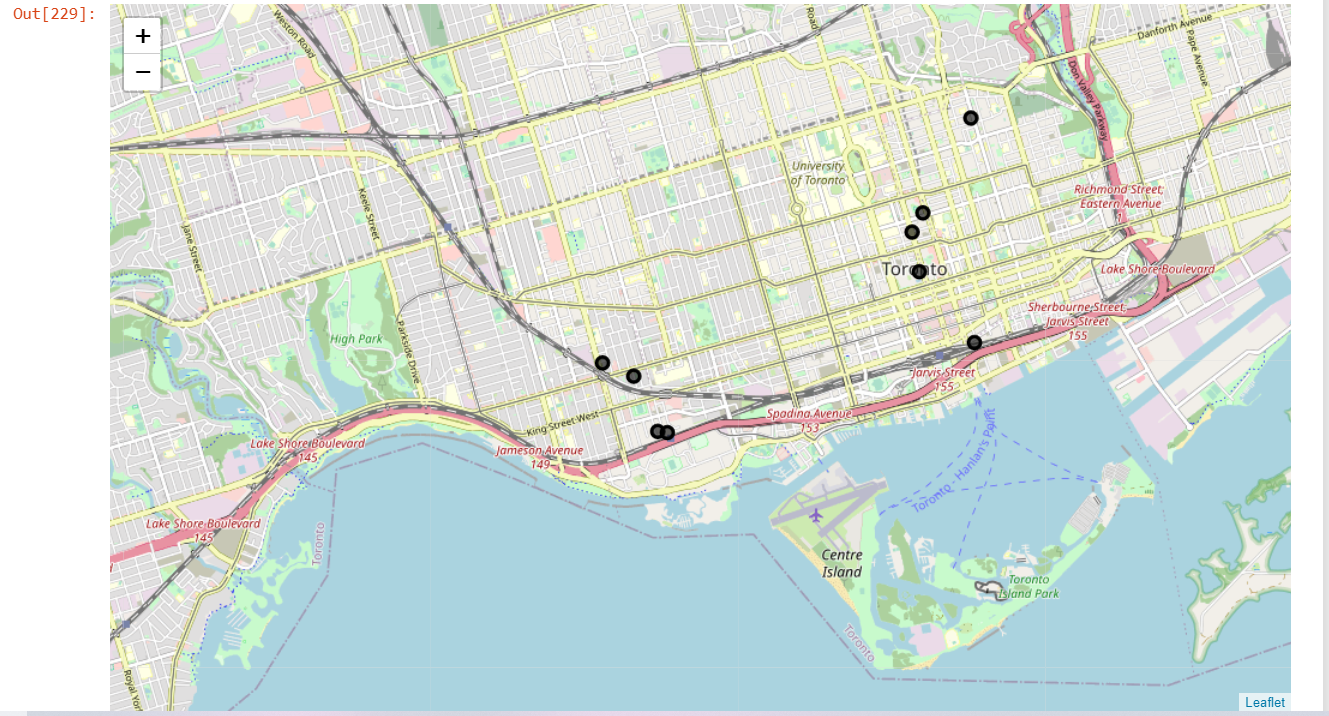 Out[229]:
+
−
Weston Road
Road
Danforth Avenue
Pape Avenue
Don Valley Parkway
University
of Toronto
Keele Street
Jane Street
Richmond Street;
Eastern Avenue
1
Toronto
Lake Shore Boulevard
Sherbourne Street;
Jarvis Street
155
High Park
Parkside Drive
Jarvis Street
155
King Street West
Spadina Avenue
153
Lake Shore Boulevard
145
Jameson Avenue
149
Toronto - Hanlan's Point
Lake Shore Boulevard
145
Toronto
Centre
Island
Toronto
Island Park
Toronto
Royal Yor
Leaflet